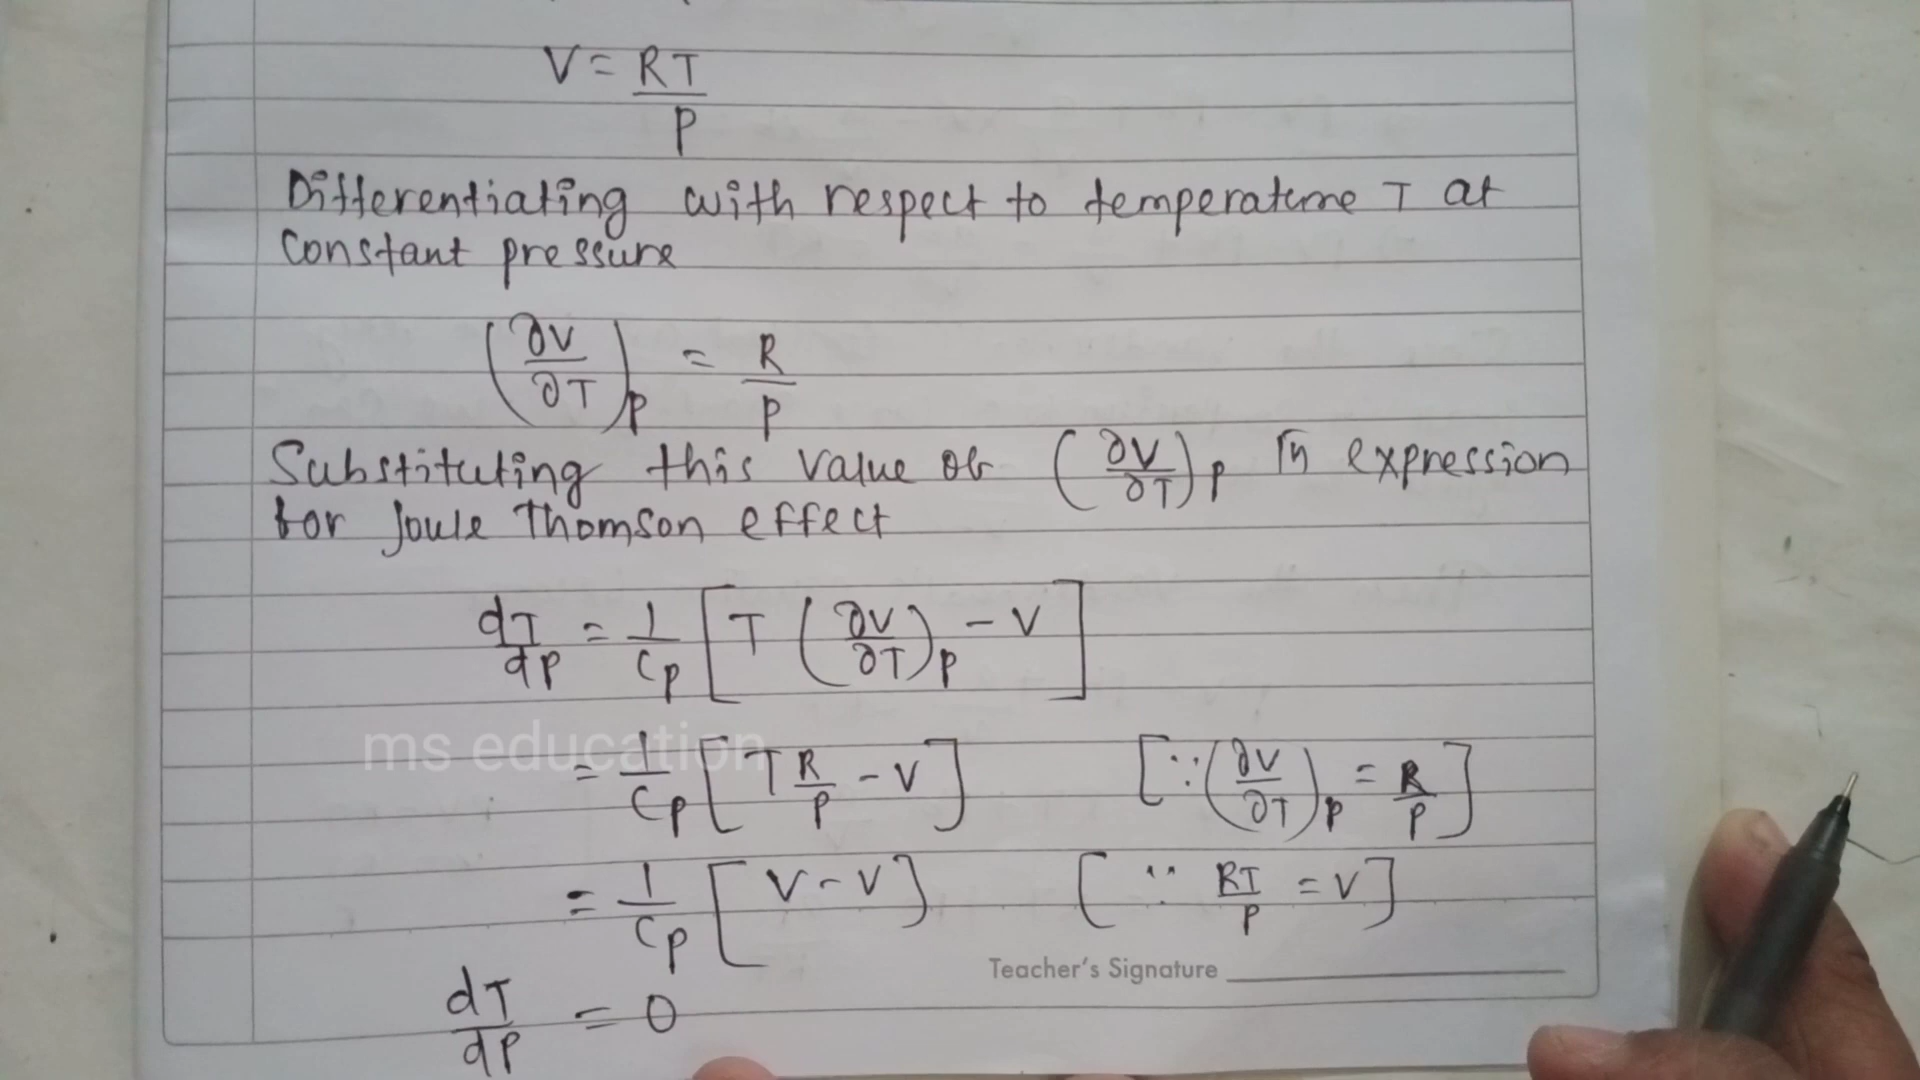 V = RT/P
Differentiating with respect to temperature T at
constant pressure
(∂V/∂T)P = R/P
Substituting this value of (∂V/∂T)P in expression
for Joule Thomson effect
dT/dP = 1/CP [T (∂V/∂T)P - V]
ms education
= 1/CP [T R/P - V] [∵ (∂V/∂T)P = R/P]
= 1/CP [V - V] [∵ RT/P = V]
Teacher's Signature
dT/dP = 0